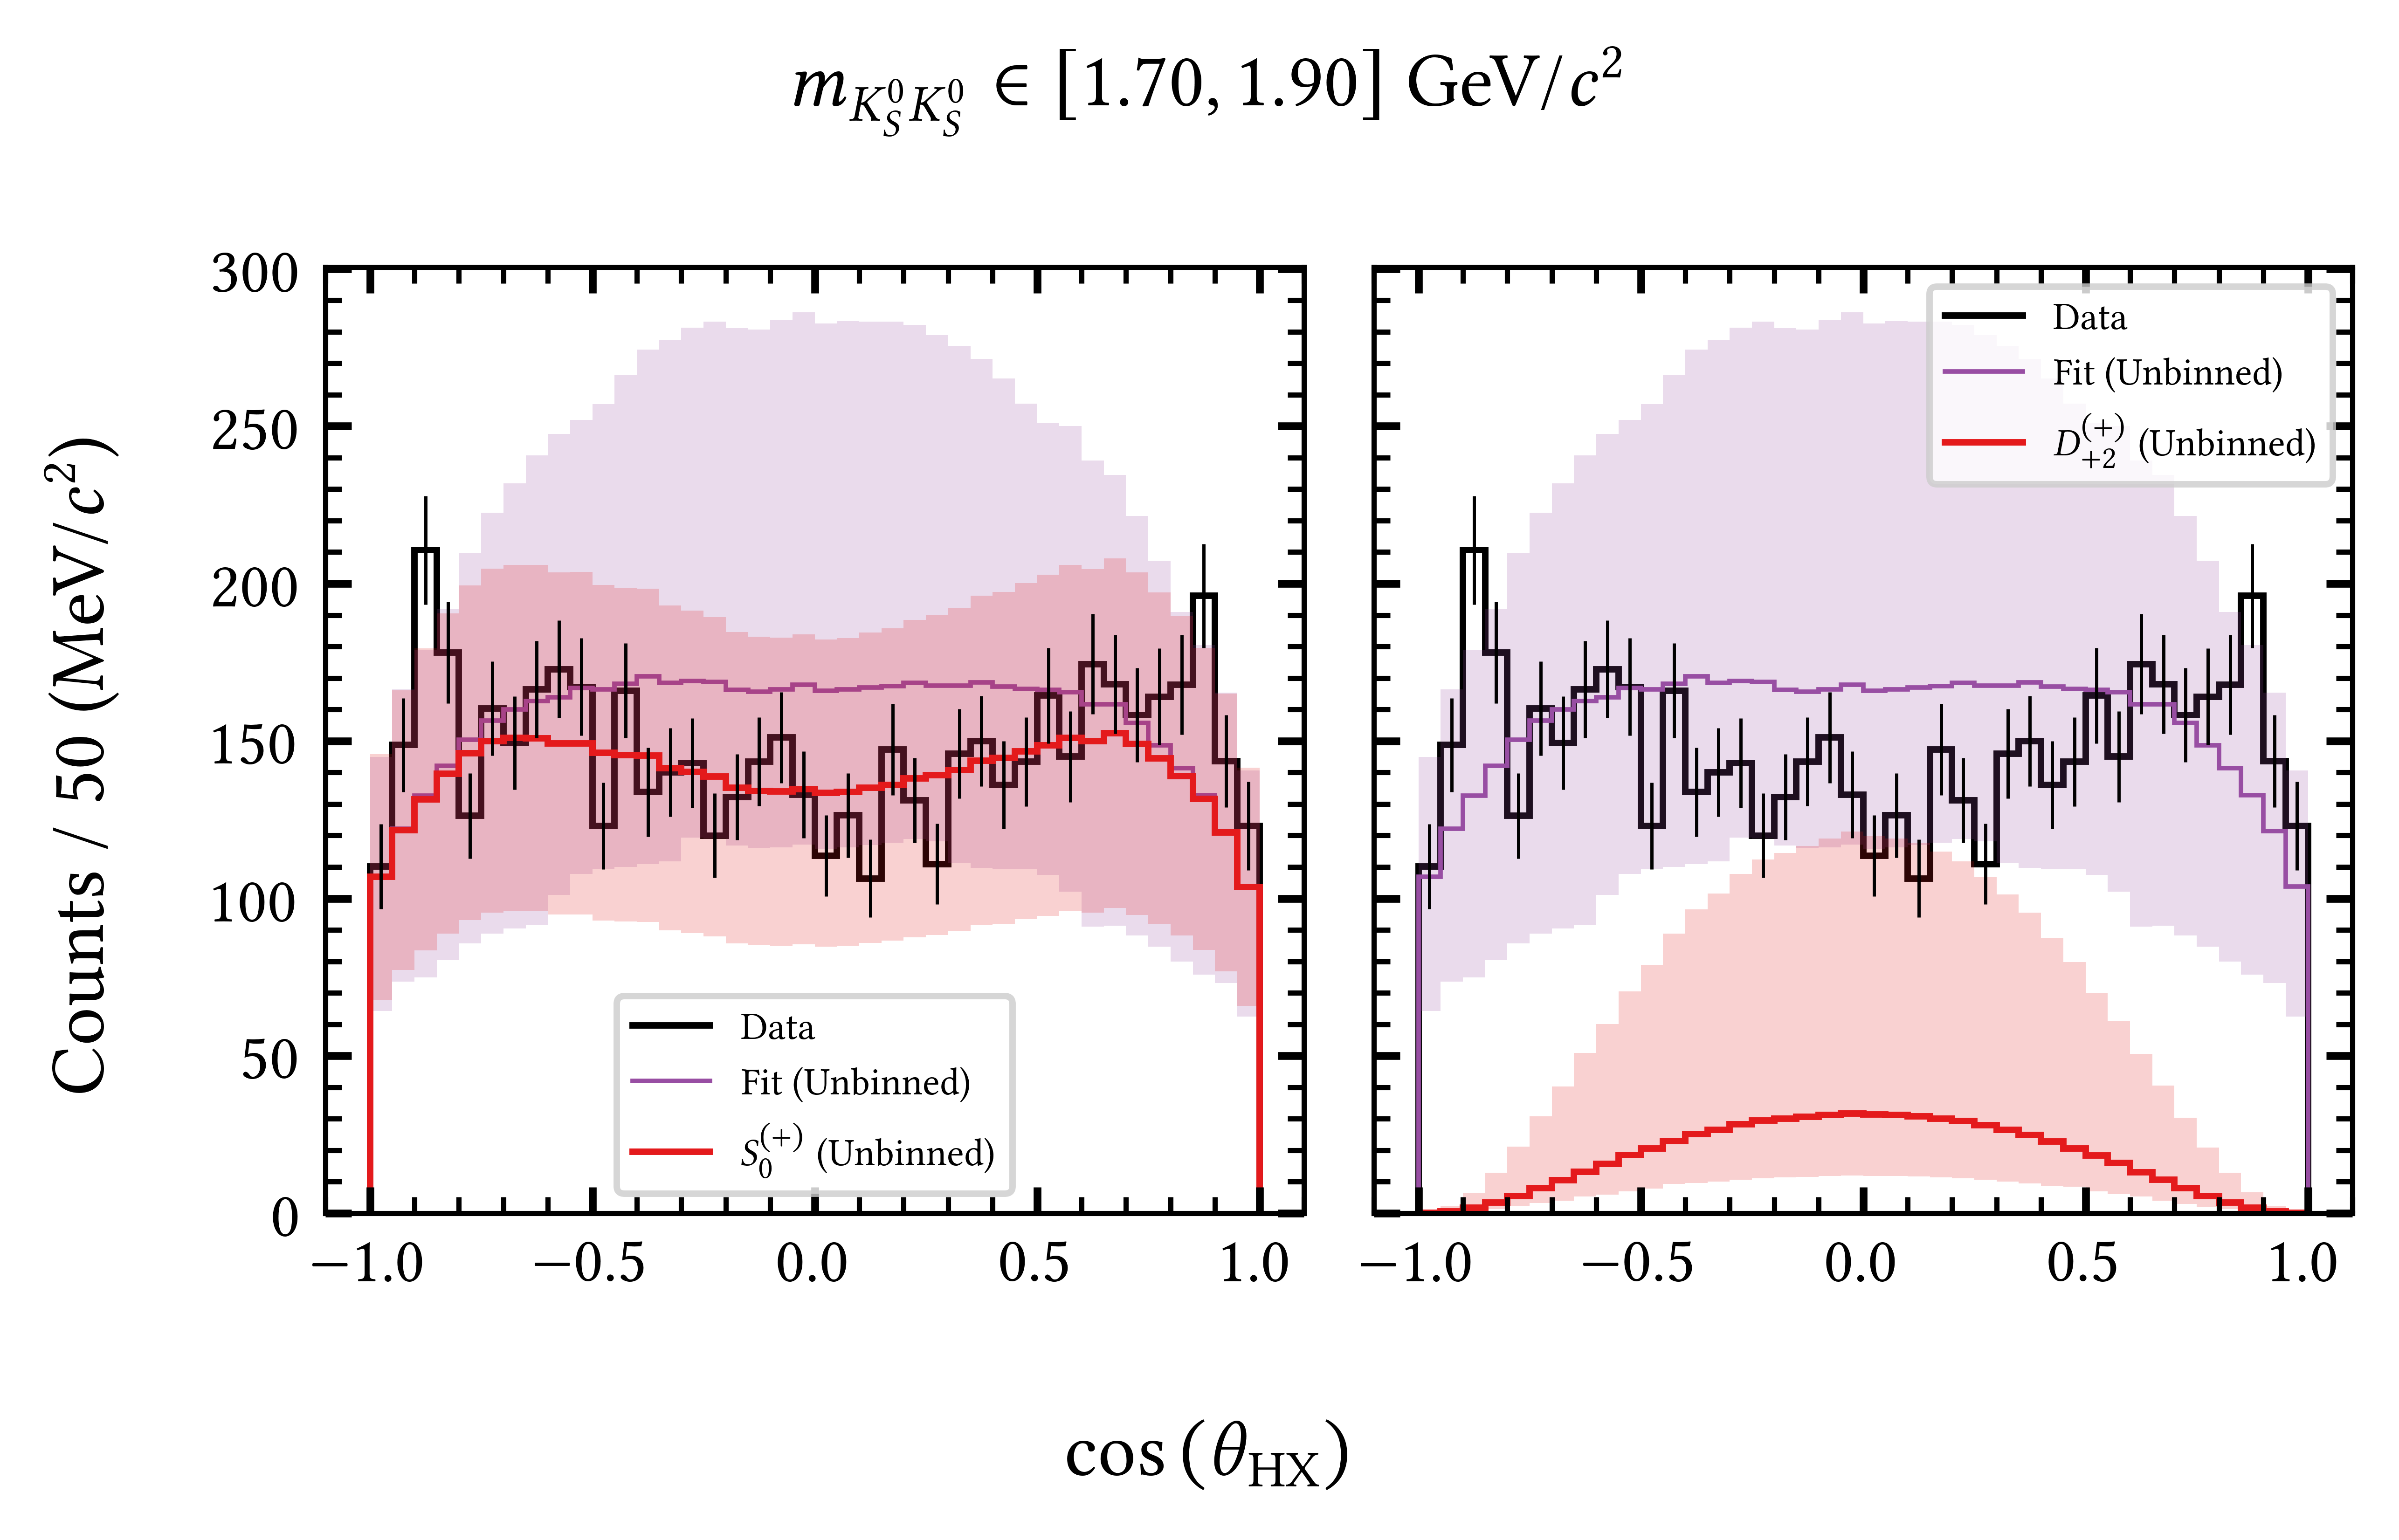 m_{K_S^0 K_S^0} ∈ [1.70, 1.90] GeV/c²
Counts / 50 (MeV/c²)
300
250
200
150
100
50
0
Data
Fit (Unbinned)
S_0^{(+)} (Unbinned)
−1.0 −0.5 0.0 0.5 1.0
Data
Fit (Unbinned)
D_{+2}^{(+)} (Unbinned)
−1.0 −0.5 0.0 0.5 1.0
cos (θ_{HX})